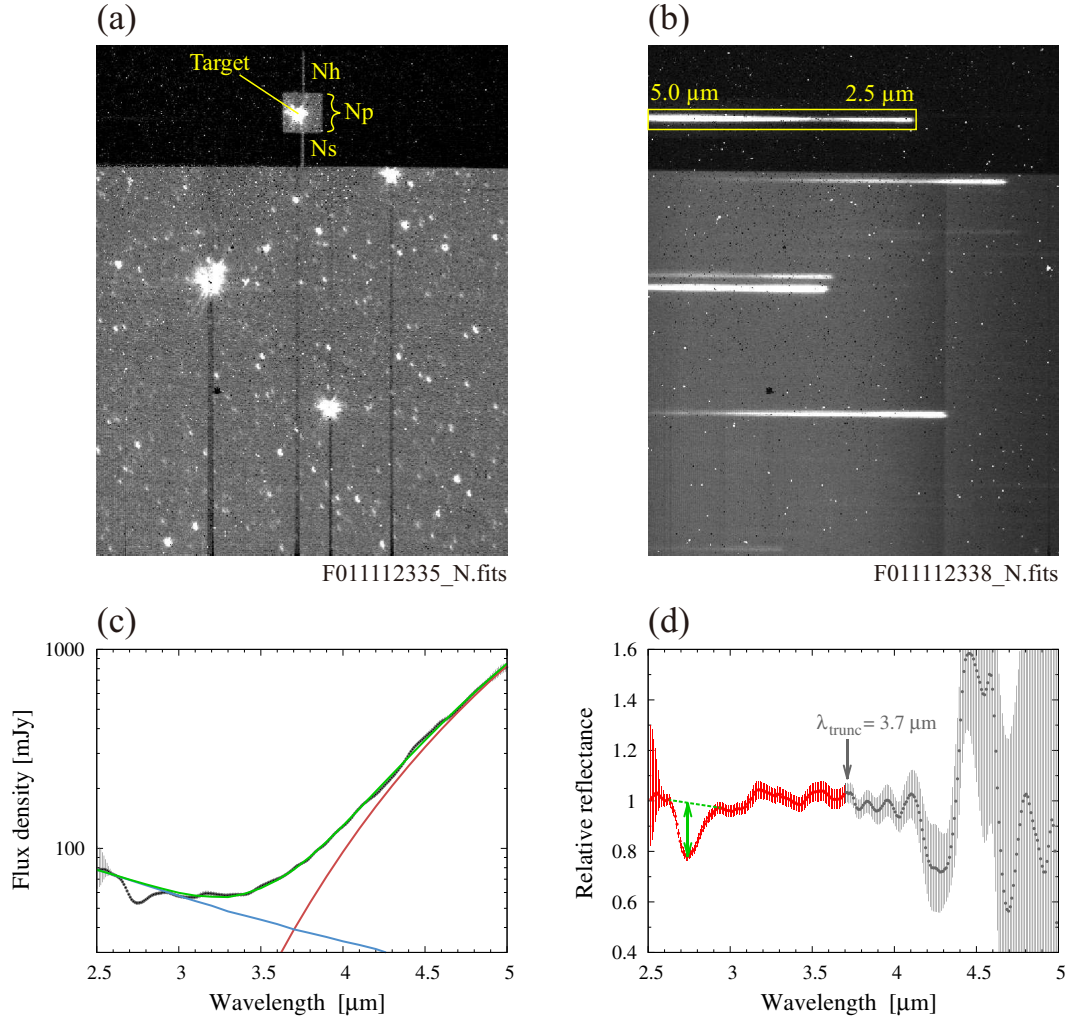 (a)
Target
Nh
Np
Ns
F011112335_N.fits
(b)
5.0 μm
2.5 μm
F011112338_N.fits
(c)
Flux density [mJy]
1000
100
2.5 3 3.5 4 4.5 5
Wavelength [μm]
(d)
Relative reflectance
1.6
1.4
1.2
1
0.8
0.6
0.4
λtrunc = 3.7 μm
2.5 3 3.5 4 4.5 5
Wavelength [μm]